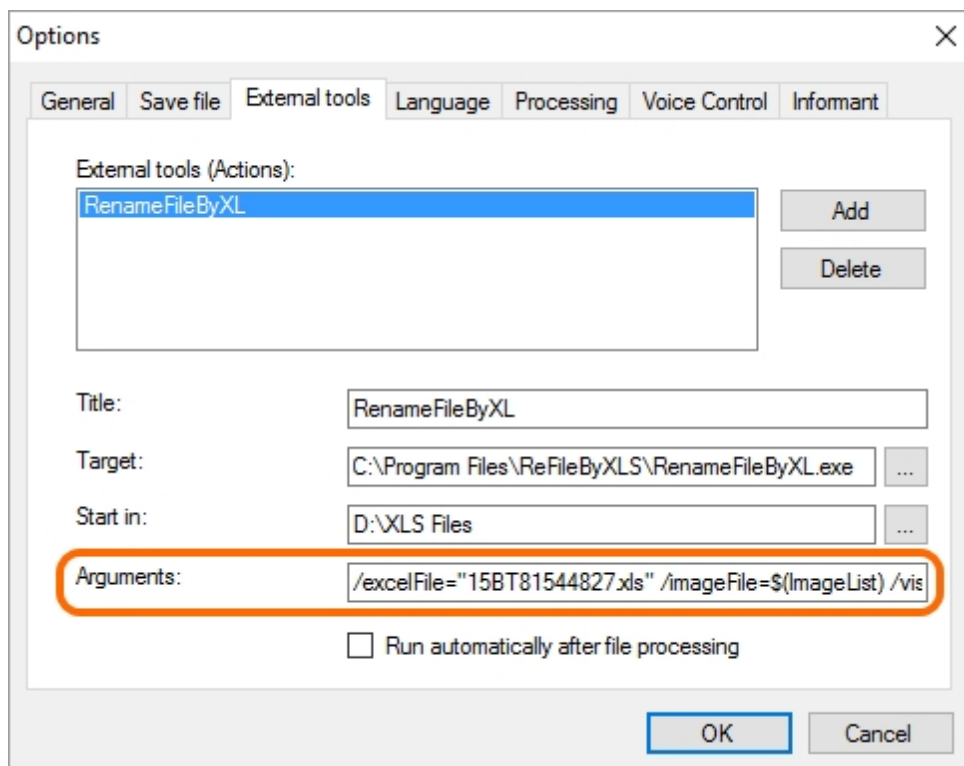 Options
General Save file External tools Language Processing Voice Control Informant
External tools (Actions):
RenameFileByXL
Add
Delete
Title: RenameFileByXL
Target: C:\Program Files\ReFileByXLS\RenameFileByXL.exe ...
Start in: D:\XLS Files ...
Arguments: /excelFile="15BT81544827.xls" /imageFile=$(ImageList) /vis
Run automatically after file processing
OK Cancel